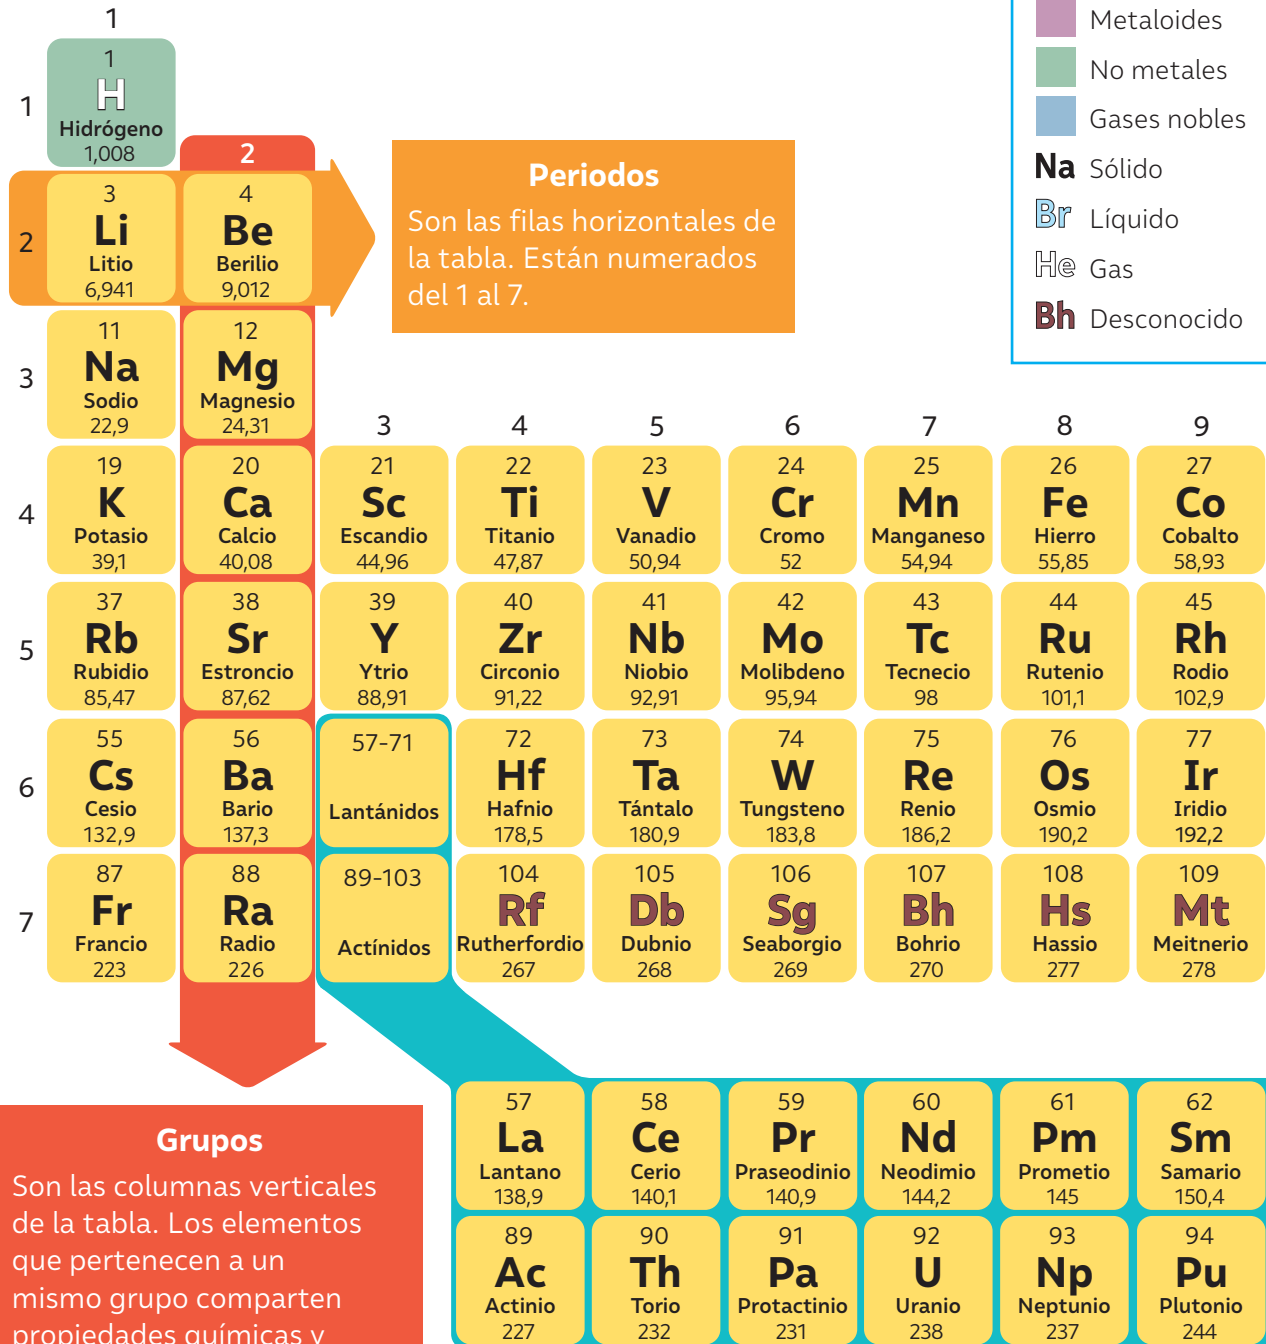 1
Metaloides
No metales
Gases nobles
Na Sólido
Br Líquido
He Gas
Bh Desconocido
1
1
H
Hidrógeno
1,008
2
Periodos
Son las filas horizontales de
la tabla. Están numerados
del 1 al 7.
2
3 4
Li Be
Litio Berilio
6,941 9,012
3
11 12
Na Mg
Sodio Magnesio
22,9 24,31
3 4 5 6 7 8 9
4
19 20 21 22 23 24 25 26 27
K Ca Sc Ti V Cr Mn Fe Co
Potasio Calcio Escandio Titanio Vanadio Cromo Manganeso Hierro Cobalto
39,1 40,08 44,96 47,87 50,94 52 54,94 55,85 58,93
5
37 38 39 40 41 42 43 44 45
Rb Sr Y Zr Nb Mo Tc Ru Rh
Rubidio Estroncio Ytrio Circonio Niobio Molibdeno Tecnecio Rutenio Rodio
85,47 87,62 88,91 91,22 92,91 95,94 98 101,1 102,9
6
55 56 57-71 72 73 74 75 76 77
Cs Ba Hf Ta W Re Os Ir
Cesio Bario Lantánidos Hafnio Tántalo Tungsteno Renio Osmio Iridio
132,9 137,3 178,5 180,9 183,8 186,2 190,2 192,2
7
87 88 89-103 104 105 106 107 108 109
Fr Ra Rf Db Sg Bh Hs Mt
Francio Radio Actínidos Rutherfordio Dubnio Seaborgio Bohrio Hassio Meitnerio
223 226 267 268 269 270 277 278
57 58 59 60 61 62
La Ce Pr Nd Pm Sm
Lantano Cerio Praseodinio Neodimio Prometio Samario
138,9 140,1 140,9 144,2 145 150,4
89 90 91 92 93 94
Ac Th Pa U Np Pu
Actinio Torio Protactinio Uranio Neptunio Plutonio
227 232 231 238 237 244
Grupos
Son las columnas verticales
de la tabla. Los elementos
que pertenecen a un
mismo grupo comparten
propiedades químicas y